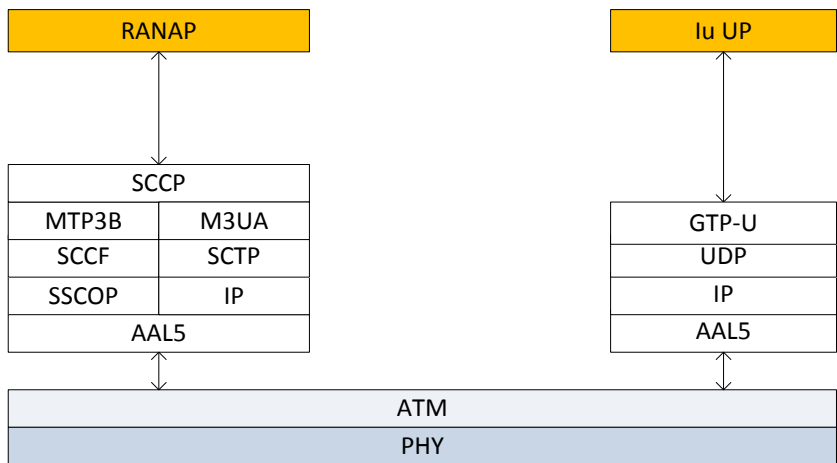 RANAP
Iu UP
SCCP
MTP3B M3UA
GTP-U
SCCF SCTP
UDP
SSCOP IP
IP
AAL5
AAL5
ATM
PHY